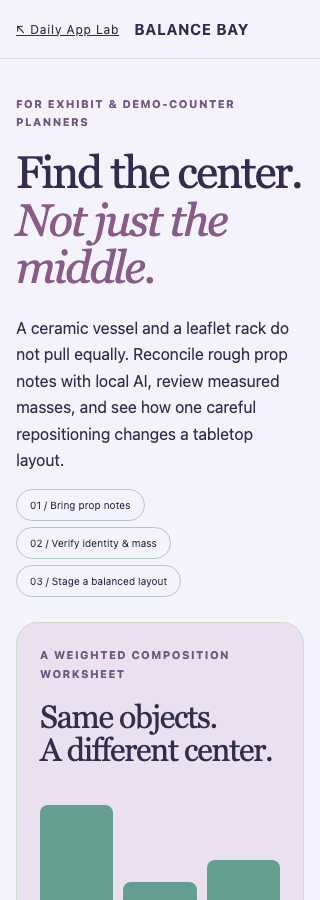 ↖ Daily App Lab BALANCE BAY
FOR EXHIBIT & DEMO-COUNTER
PLANNERS
Find the center.
Not just the
middle.
A ceramic vessel and a leaflet rack do
not pull equally. Reconcile rough prop
notes with local AI, review measured
masses, and see how one careful
repositioning changes a tabletop
layout.
01 / Bring prop notes
02 / Verify identity & mass
03 / Stage a balanced layout
A WEIGHTED COMPOSITION
WORKSHEET
Same objects.
A different center.